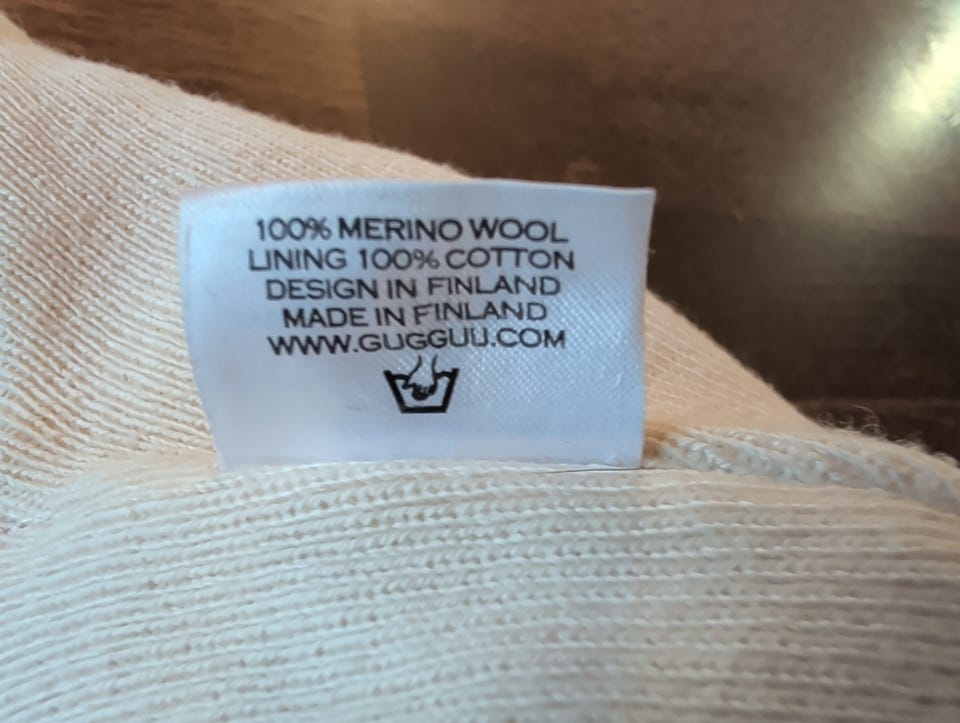 100% MERINO WOOL
LINING 100% COTTON
DESIGN IN FINLAND
MADE IN FINLAND
WWW.GUGGUU.COM